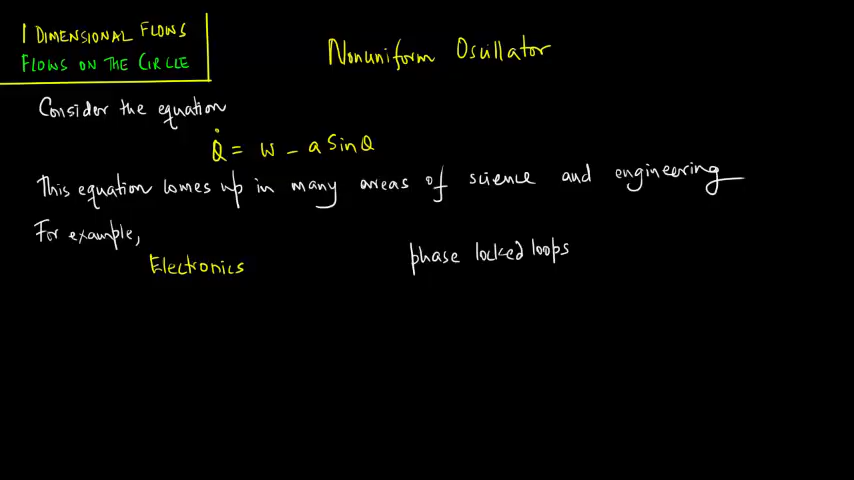 1 DIMENSIONAL FLOWS
FLOWS ON THE CIRCLE
Nonuniform Oscillator
Consider the equation
θ̇ = w - a Sinθ
This equation comes up in many areas of science and engineering
For example,
Electronics phase locked loops